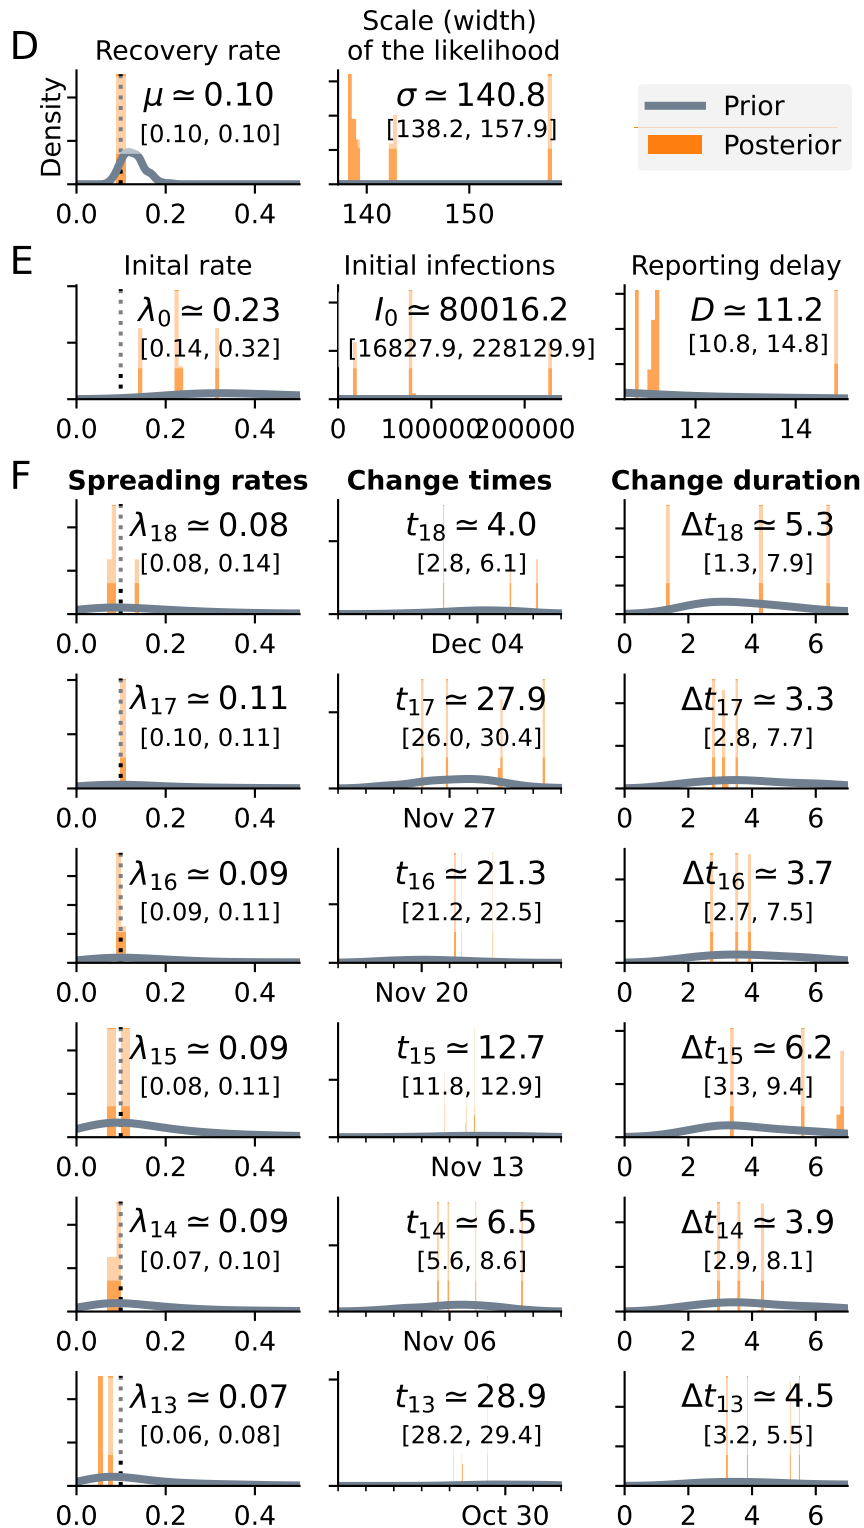 D
Recovery rate
Scale (width)
of the likelihood
Density
μ ≃ 0.10
[0.10, 0.10]
0.0 0.2 0.4
σ ≃ 140.8
[138.2, 157.9]
140 150
Prior
Posterior
E
Inital rate
Initial infections
Reporting delay
λ0 ≃ 0.23
[0.14, 0.32]
0.0 0.2 0.4
I0 ≃ 80016.2
[16827.9, 228129.9]
0 100000 200000
D ≃ 11.2
[10.8, 14.8]
12 14
F
Spreading rates
Change times
Change duration
λ18 ≃ 0.08
[0.08, 0.14]
0.0 0.2 0.4
t18 ≃ 4.0
[2.8, 6.1]
Dec 04
Δt18 ≃ 5.3
[1.3, 7.9]
0 2 4 6
λ17 ≃ 0.11
[0.10, 0.11]
0.0 0.2 0.4
t17 ≃ 27.9
[26.0, 30.4]
Nov 27
Δt17 ≃ 3.3
[2.8, 7.7]
0 2 4 6
λ16 ≃ 0.09
[0.09, 0.11]
0.0 0.2 0.4
t16 ≃ 21.3
[21.2, 22.5]
Nov 20
Δt16 ≃ 3.7
[2.7, 7.5]
0 2 4 6
λ15 ≃ 0.09
[0.08, 0.11]
0.0 0.2 0.4
t15 ≃ 12.7
[11.8, 12.9]
Nov 13
Δt15 ≃ 6.2
[3.3, 9.4]
0 2 4 6
λ14 ≃ 0.09
[0.07, 0.10]
0.0 0.2 0.4
t14 ≃ 6.5
[5.6, 8.6]
Nov 06
Δt14 ≃ 3.9
[2.9, 8.1]
0 2 4 6
λ13 ≃ 0.07
[0.06, 0.08]
0.0 0.2 0.4
t13 ≃ 28.9
[28.2, 29.4]
Oct 30
Δt13 ≃ 4.5
[3.2, 5.5]
0 2 4 6